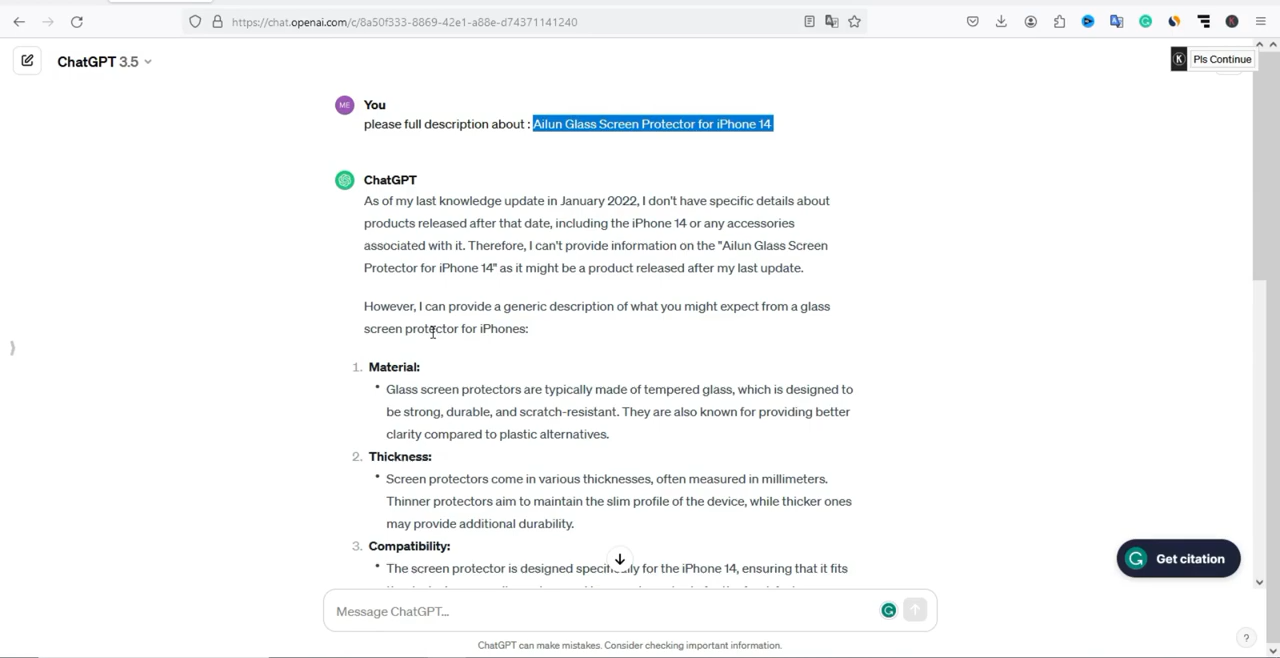 https://chat.openai.com/c/8a50f333-8869-42e1-a88e-d74371141240
ChatGPT 3.5
K Pls Continue
ME You
please full description about : Ailun Glass Screen Protector for iPhone 14
ChatGPT
As of my last knowledge update in January 2022, I don't have specific details about
products released after that date, including the iPhone 14 or any accessories
associated with it. Therefore, I can't provide information on the "Ailun Glass Screen
Protector for iPhone 14" as it might be a product released after my last update.
However, I can provide a generic description of what you might expect from a glass
screen protector for iPhones:
1. Material:
• Glass screen protectors are typically made of tempered glass, which is designed to
be strong, durable, and scratch-resistant. They are also known for providing better
clarity compared to plastic alternatives.
2. Thickness:
• Screen protectors come in various thicknesses, often measured in millimeters.
Thinner protectors aim to maintain the slim profile of the device, while thicker ones
may provide additional durability.
3. Compatibility:
• The screen protector is designed specifically for the iPhone 14, ensuring that it fits
Get citation
Message ChatGPT...
ChatGPT can make mistakes. Consider checking important information.
?